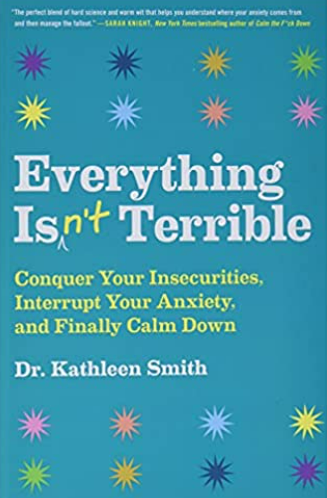 "The perfect blend of hard science and warm wit that helps you understand where your anxiety comes from
and then manage the fallout." —SARAH KNIGHT, New York Times bestselling author of Calm the F*ck Down
Everything
Isn't Terrible
Conquer Your Insecurities,
Interrupt Your Anxiety,
and Finally Calm Down
Dr. Kathleen Smith